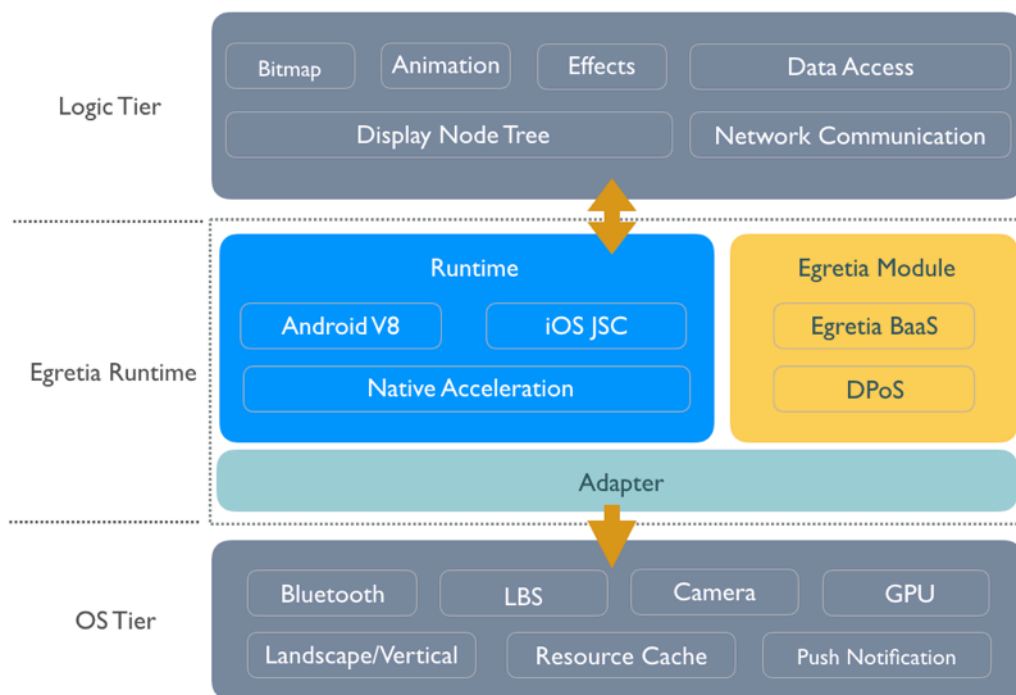 Logic Tier
Bitmap
Animation
Effects
Data Access
Display Node Tree
Network Communication
Egretia Runtime
Runtime
Android V8
iOS JSC
Native Acceleration
Egretia Module
Egretia BaaS
DPoS
Adapter
OS Tier
Bluetooth
LBS
Camera
GPU
Landscape/Vertical
Resource Cache
Push Notification